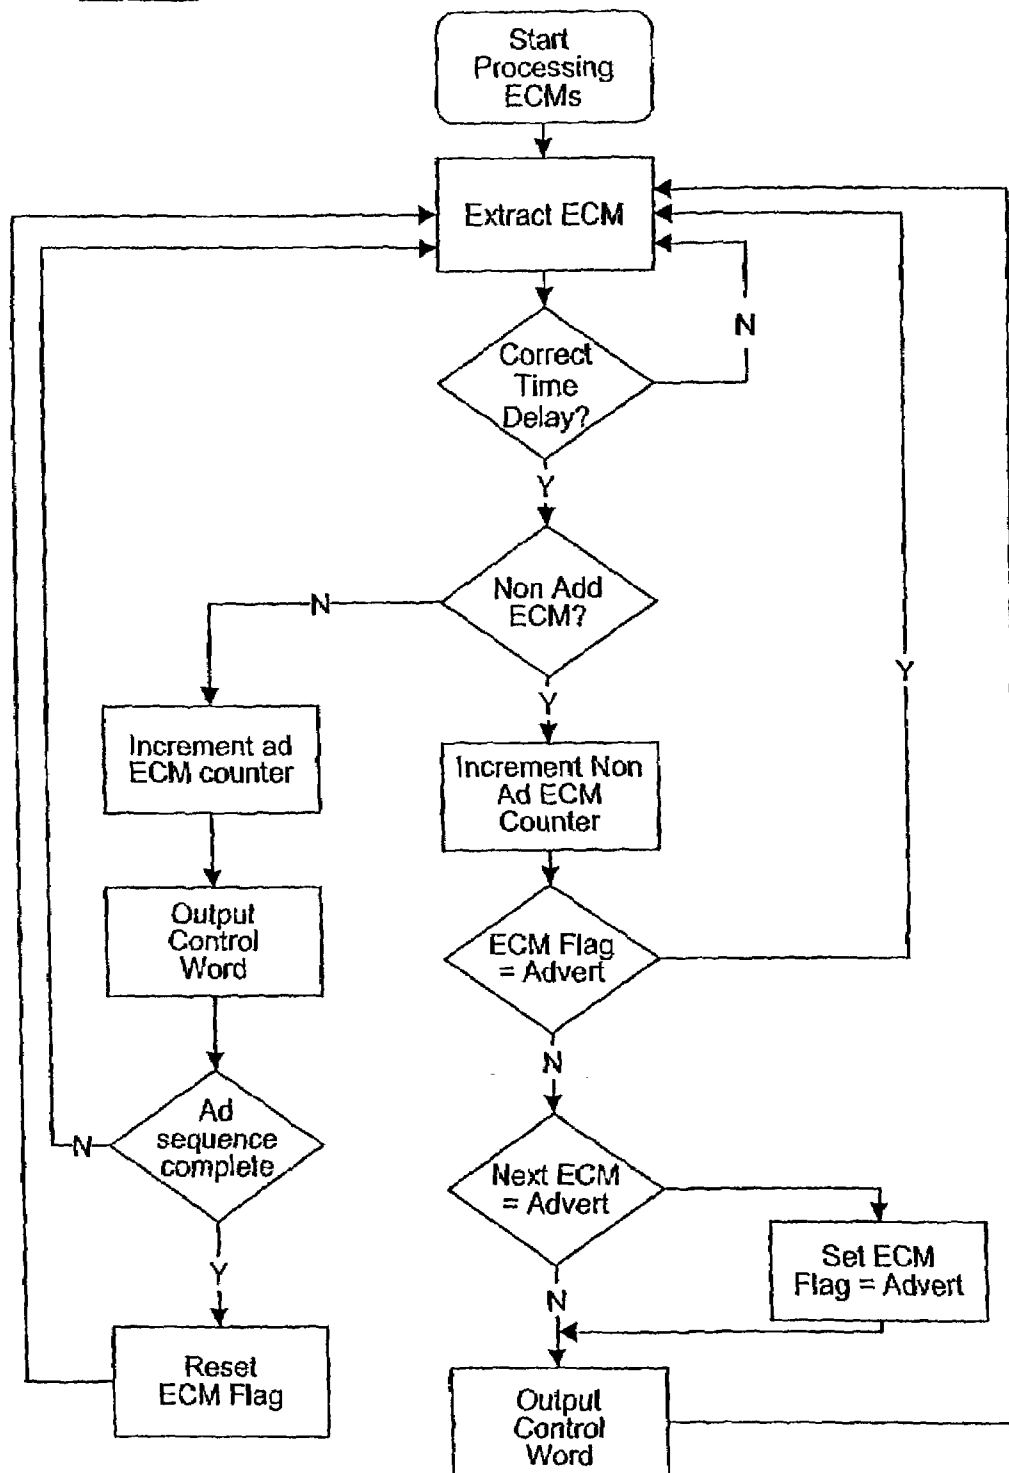 Start
Processing
ECMs
Extract ECM
N
Correct
Time
Delay?
Y
Non Add
ECM?
N
Y
Y
Increment ad
ECM counter
Increment Non
Ad ECM
Counter
Output
Control
Word
ECM Flag
= Advert
N
Ad
sequence
complete
N
Next ECM
= Advert
Y
Set ECM
Flag = Advert
N
Reset
ECM Flag
Output
Control
Word